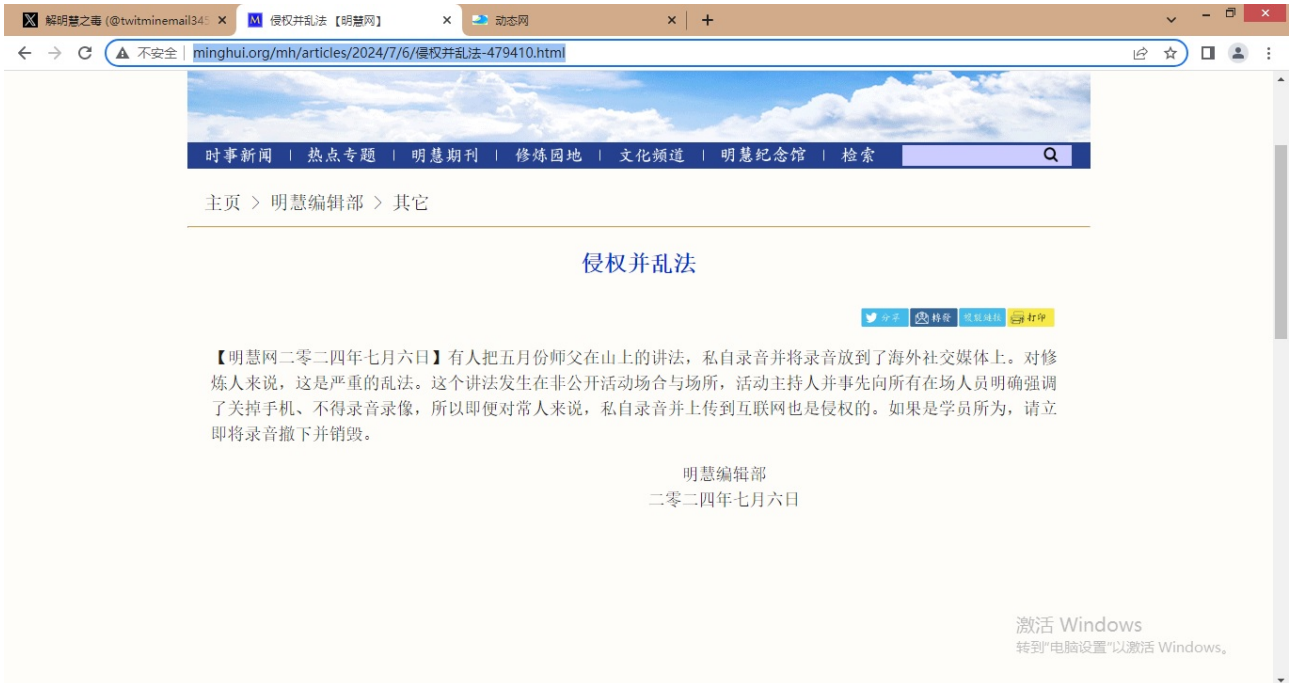 解明慧之毒 (@twitminemail345
侵权并乱法 【明慧网】
动态网
不安全 minghui.org/mh/articles/2024/7/6/侵权并乱法-479410.html
时事新闻 | 热点专题 | 明慧期刊 | 修炼园地 | 文化频道 | 明慧纪念馆 | 检索
主页 > 明慧编辑部 > 其它
侵权并乱法
分享 转发 打印
【明慧网二零二四年七月六日】有人把五月份师父在山上的讲法，私自录音并将录音放到了海外社交媒体上。对修
炼人来说，这是严重的乱法。这个讲法发生在非公开活动场合与场所，活动主持人并事先向所有在场人员明确强调
了关掉手机、不得录音录像，所以即便对常人来说，私自录音并上传到互联网也是侵权的。如果是学员所为，请立
即将录音撤下并销毁。
明慧编辑部
二零二四年七月六日
激活 Windows
转到"电脑设置"以激活 Windows。